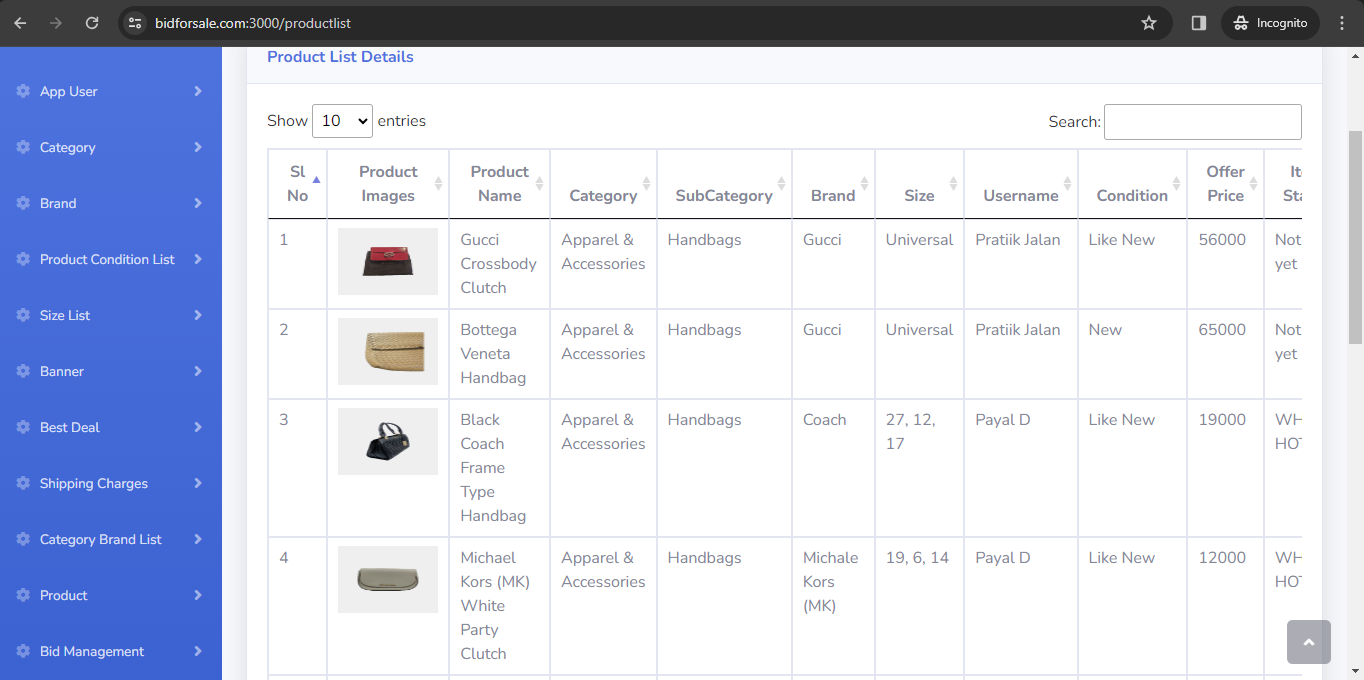 bidforsale.com:3000/productlist
Incognito
Product List Details
App User
Category
Brand
Product Condition List
Size List
Banner
Best Deal
Shipping Charges
Category Brand List
Product
Bid Management
Show 10 entries
Search:
Sl No
Product Images
Product Name
Category
SubCategory
Brand
Size
Username
Condition
Offer Price
1
Gucci
Crossbody
Clutch
Apparel &
Accessories
Handbags
Gucci
Universal
Pratiik Jalan
Like New
56000
Not
yet
2
Bottega
Veneta
Handbag
Apparel &
Accessories
Handbags
Gucci
Universal
Pratiik Jalan
New
65000
Not
yet
3
Black
Coach
Frame
Type
Handbag
Apparel &
Accessories
Handbags
Coach
27, 12,
17
Payal D
Like New
19000
4
Michael
Kors (MK)
White
Party
Clutch
Apparel &
Accessories
Handbags
Michale
Kors
(MK)
19, 6, 14
Payal D
Like New
12000